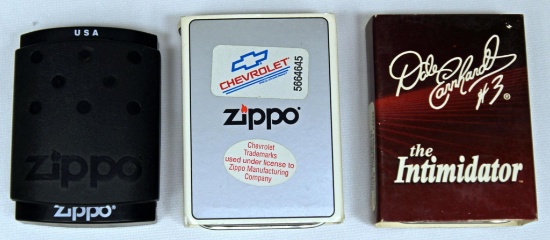 USA
Zippo
Zippo®
CHEVROLET
5664645
Zippo®
Chevrolet
Trademarks
used under license to
Zippo Manufacturing
Company
Dale
Earnhardt
#3®
the
Intimidator™